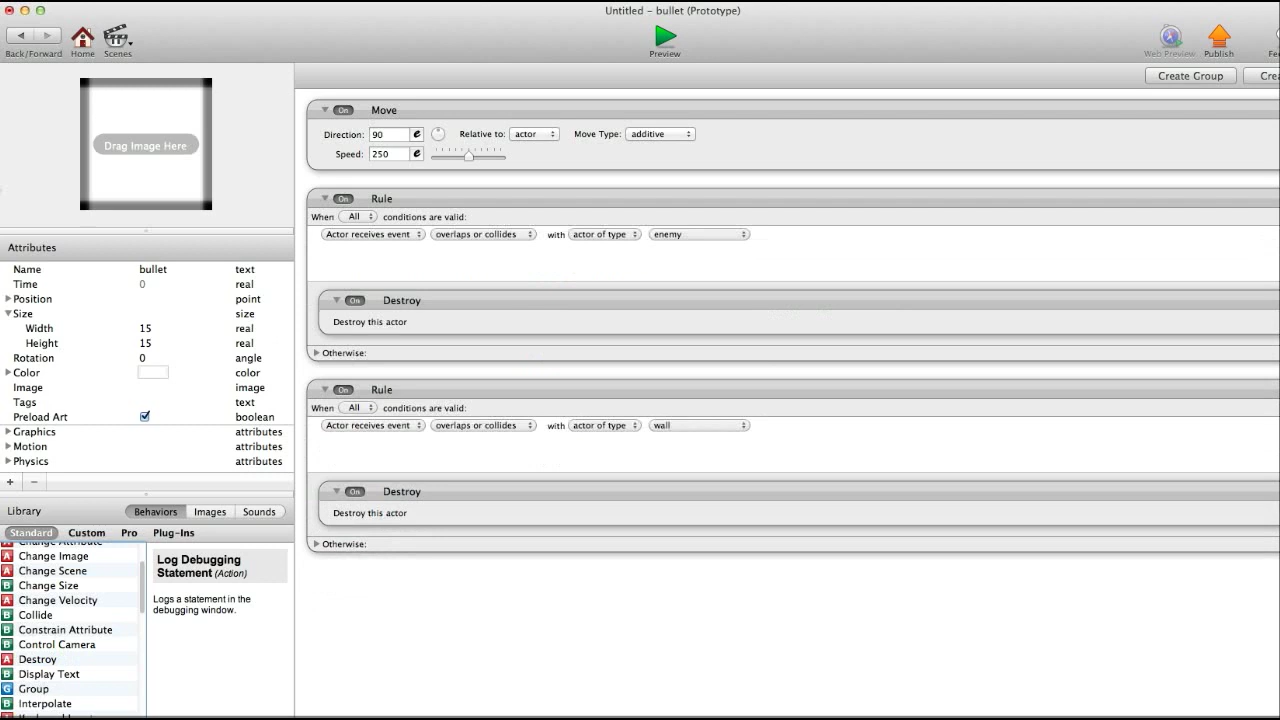 Untitled – bullet (Prototype)
Back/Forward Home Scenes Preview Web Preview Publish
Create Group
Drag Image Here
Attributes
Name bullet text
Time 0 real
Position point
Size size
Width 15 real
Height 15 real
Rotation 0 angle
Color color
Image image
Tags text
Preload Art boolean
Graphics attributes
Motion attributes
Physics attributes
+ −
Library Behaviors Images Sounds
Standard Custom Pro Plug-Ins
A Change Attribute
A Change Image
A Change Scene
B Change Size
A Change Velocity
B Collide
B Constrain Attribute
B Control Camera
A Destroy
B Display Text
G Group
B Interpolate
Log Debugging
Statement (Action)
Logs a statement in the
debugging window.
On Move
Direction: 90 e Relative to: actor Move Type: additive
Speed: 250 e
On Rule
When All conditions are valid:
Actor receives event overlaps or collides with actor of type enemy
On Destroy
Destroy this actor
Otherwise:
On Rule
When All conditions are valid:
Actor receives event overlaps or collides with actor of type wall
On Destroy
Destroy this actor
Otherwise: